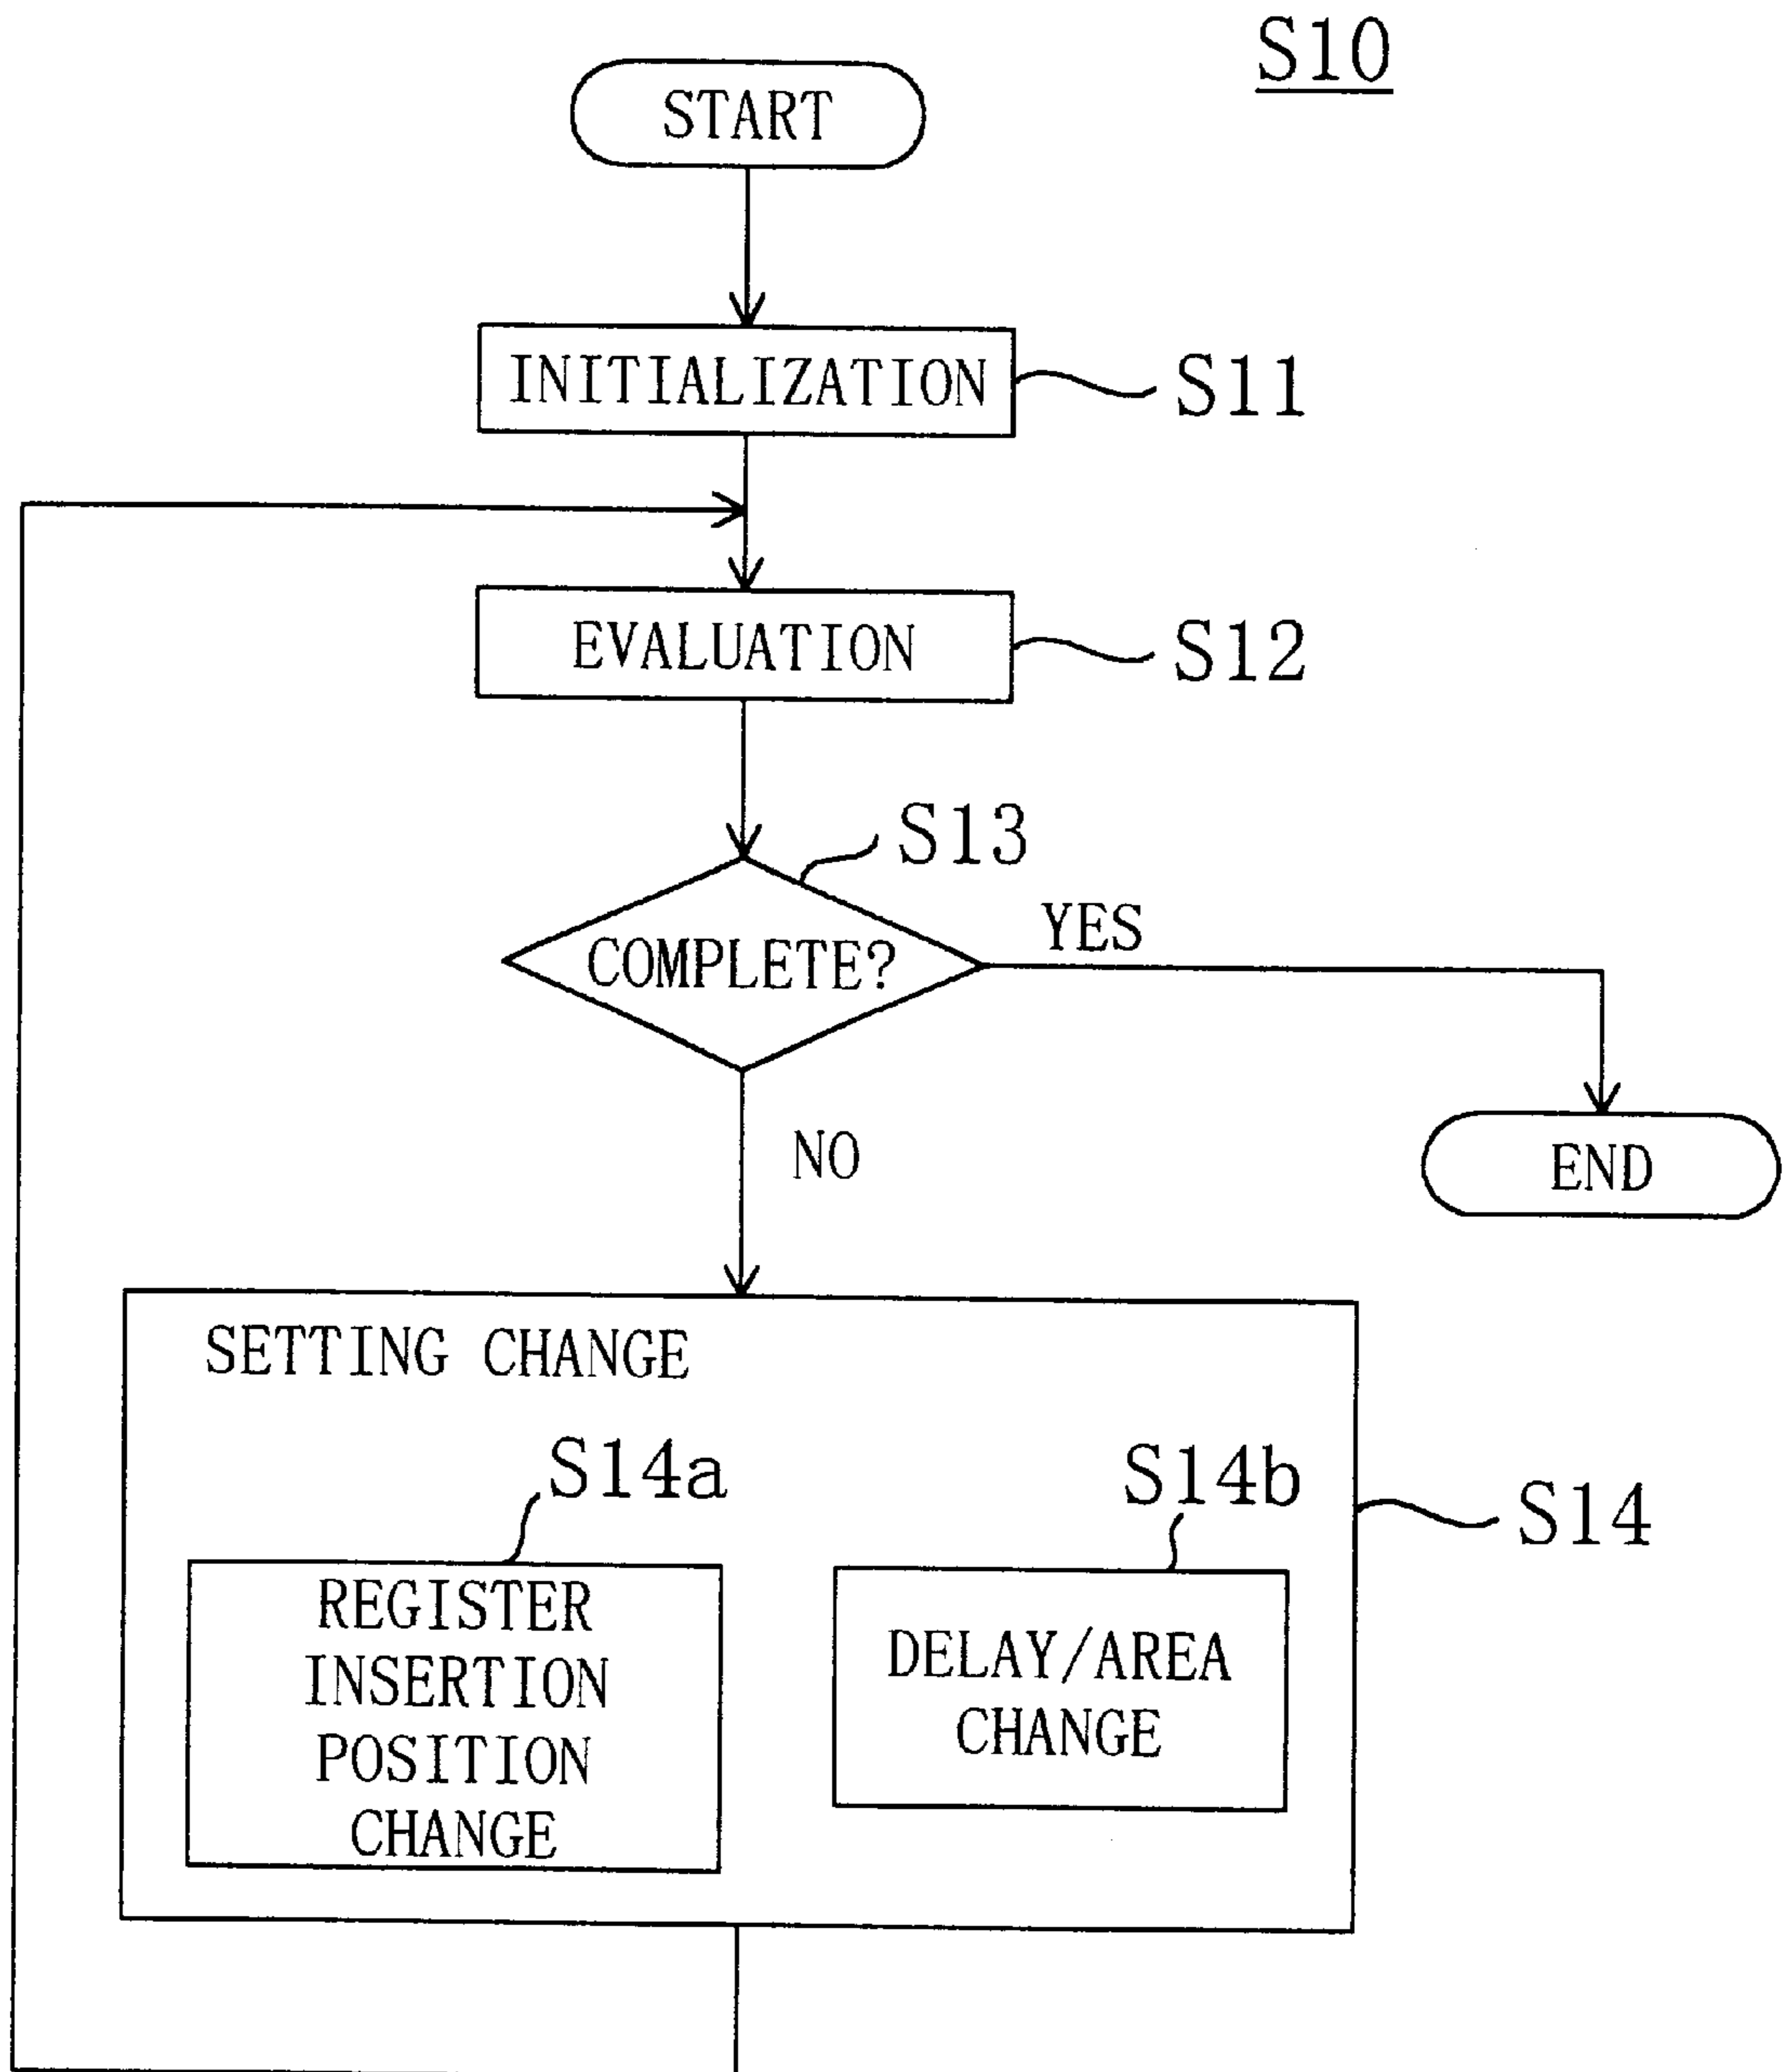 S10
START
INITIALIZATION
S11
EVALUATION
S12
S13
COMPLETE?
YES
NO
END
SETTING CHANGE
S14a
S14b
S14
REGISTER
INSERTION
POSITION
CHANGE
DELAY/AREA
CHANGE